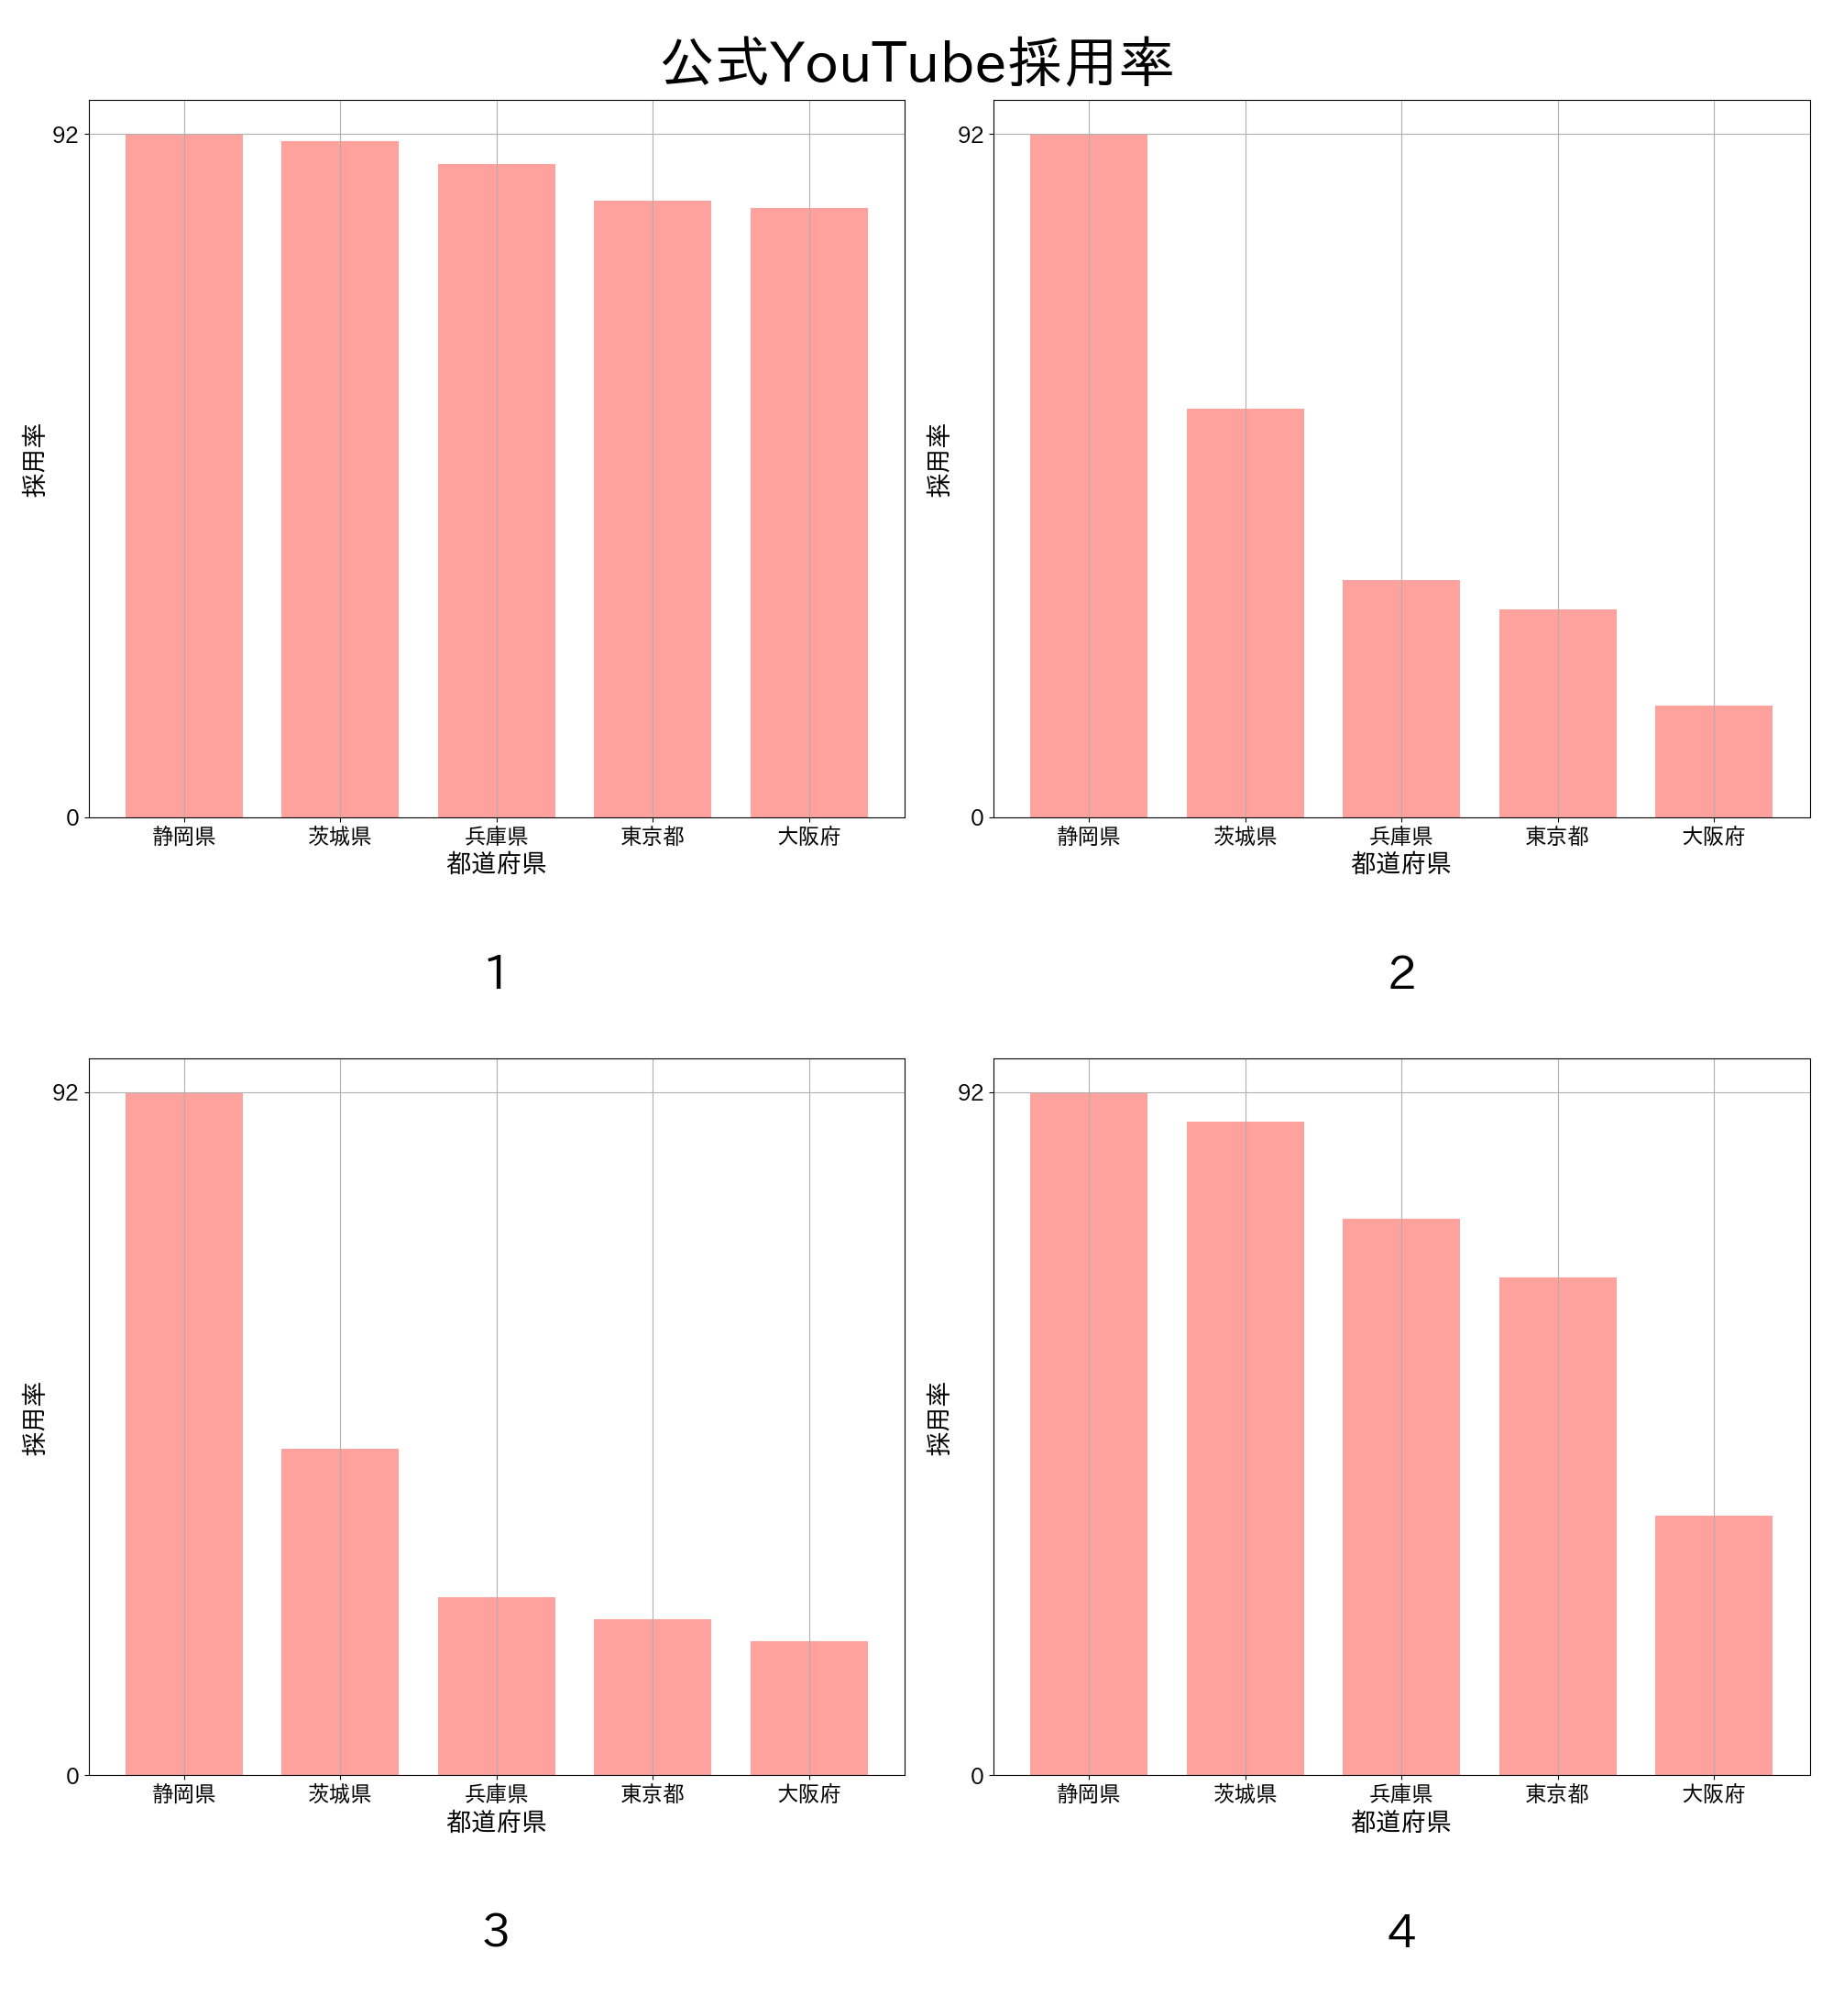 公式YouTube採用率
92
0
採用率
静岡県 茨城県 兵庫県 東京都 大阪府
都道府県
1
92
0
採用率
静岡県 茨城県 兵庫県 東京都 大阪府
都道府県
2
92
0
採用率
静岡県 茨城県 兵庫県 東京都 大阪府
都道府県
3
92
0
採用率
静岡県 茨城県 兵庫県 東京都 大阪府
都道府県
4